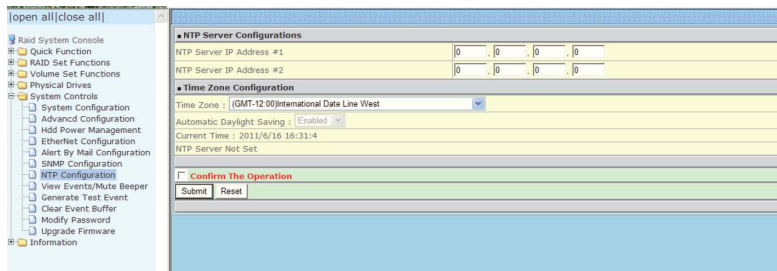 |open all|close all|
Raid System Console
Quick Function
RAID Set Functions
Volume Set Functions
Physical Drives
System Controls
System Configuration
Advancd Configuration
Hdd Power Management
EtherNet Configuration
Alert By Mail Configuration
SNMP Configuration
NTP Configuration
View Events/Mute Beeper
Generate Test Event
Clear Event Buffer
Modify Password
Upgrade Firmware
Information
NTP Server Configurations
NTP Server IP Address #1 0 . 0 . 0 . 0
NTP Server IP Address #2 0 . 0 . 0 . 0
Time Zone Configuration
Time Zone : (GMT-12:00)International Date Line West
Automatic Daylight Saving : Enabled
Current Time : 2011/6/16 16:31:4
NTP Server Not Set
Confirm The Operation
Submit Reset